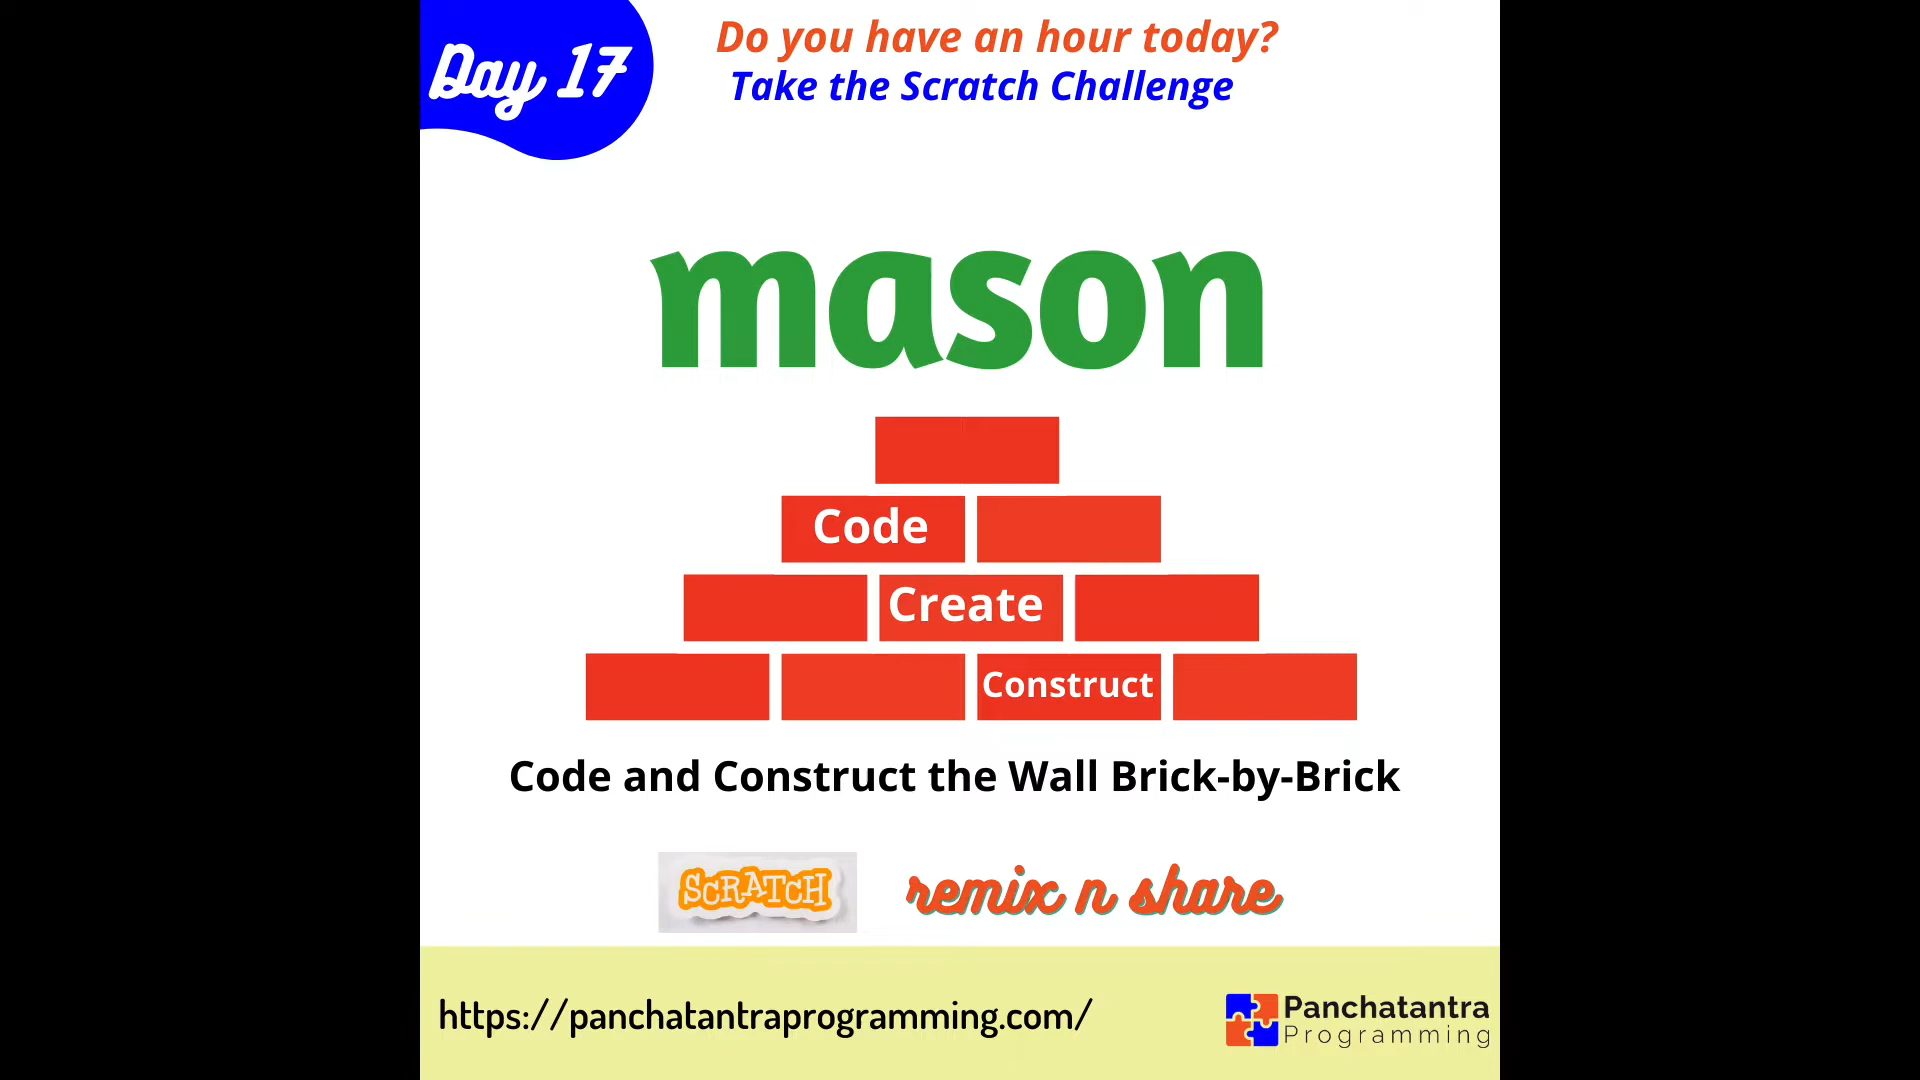 Day 17
Do you have an hour today?
Take the Scratch Challenge
mason
Code
Create
Construct
Code and Construct the Wall Brick-by-Brick
SCRATCH
remix n share
https://panchatantraprogramming.com/
Panchatantra
Programming